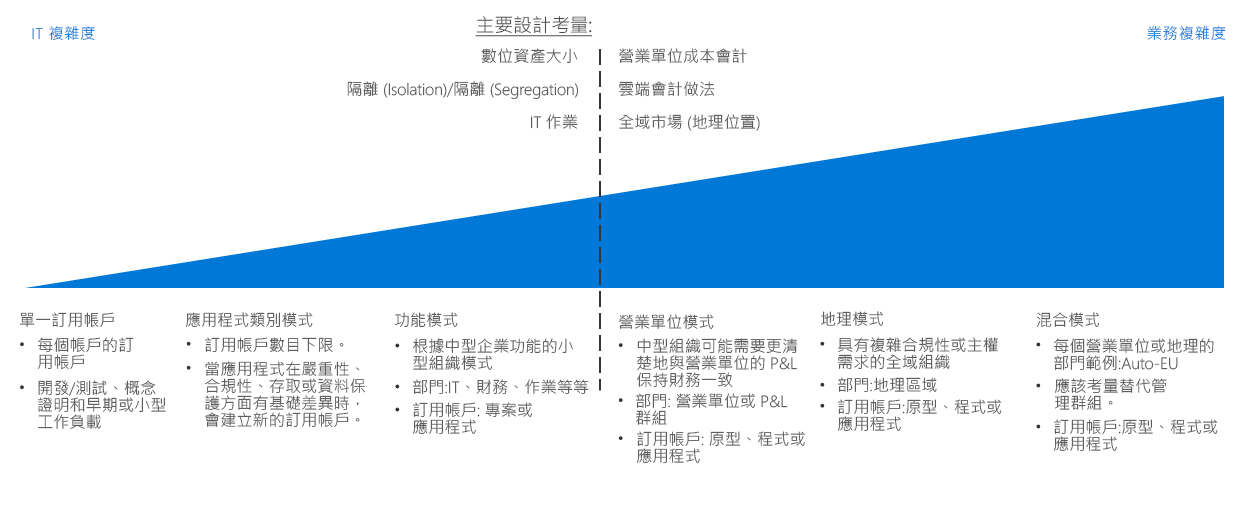 IT 複雜度
主要設計考量:
業務複雜度
數位資產大小
隔離 (Isolation)/隔離 (Segregation)
IT 作業
營業單位成本會計
雲端會計做法
全域市場 (地理位置)
單一訂用帳戶
• 每個帳戶的訂
用帳戶
• 開發/測試、概念
證明和早期或小型
工作負載
應用程式類別模式
• 訂用帳戶數目下限。
• 當應用程式在嚴重性、
合規性、存取或資料保
護方面有基礎差異時，
會建立新的訂用帳戶。
功能模式
• 根據中型企業功能的小
型組織模式
• 部門:IT、財務、作業等等
• 訂用帳戶: 專案或
應用程式
營業單位模式
• 中型組織可能需要更清
楚地與營業單位的 P&L
保持財務一致
• 部門: 營業單位或 P&L
群組
• 訂用帳戶: 原型、程式或
應用程式
地理模式
• 具有複雜合規性或主權
需求的全域組織
• 部門:地理區域
• 訂用帳戶:原型、程式或
應用程式
混合模式
• 每個營業單位或地理的
部門範例:Auto-EU
• 應該考量替代管
理群組。
• 訂用帳戶:原型、程式或
應用程式